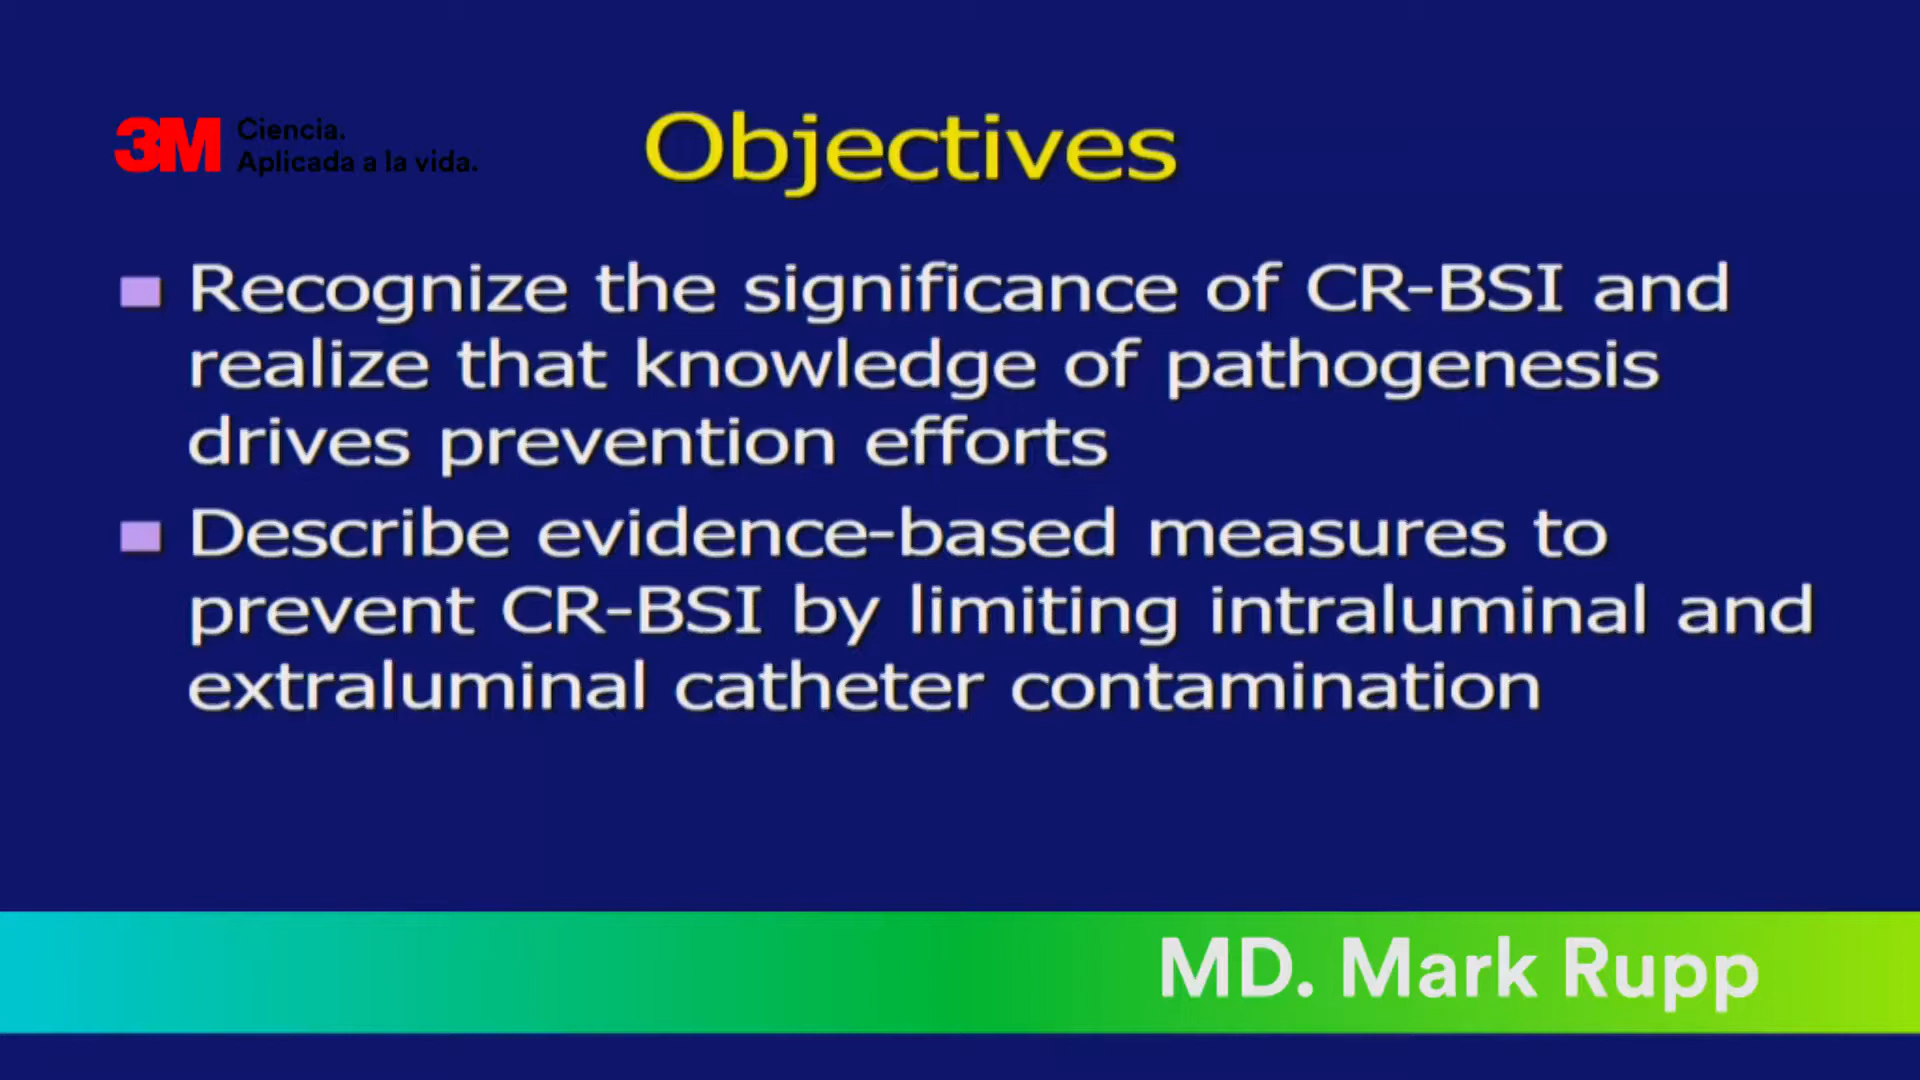 3M Ciencia.
Aplicada a la vida.
Objectives
Recognize the significance of CR-BSI and
realize that knowledge of pathogenesis
drives prevention efforts
Describe evidence-based measures to
prevent CR-BSI by limiting intraluminal and
extraluminal catheter contamination
MD. Mark Rupp